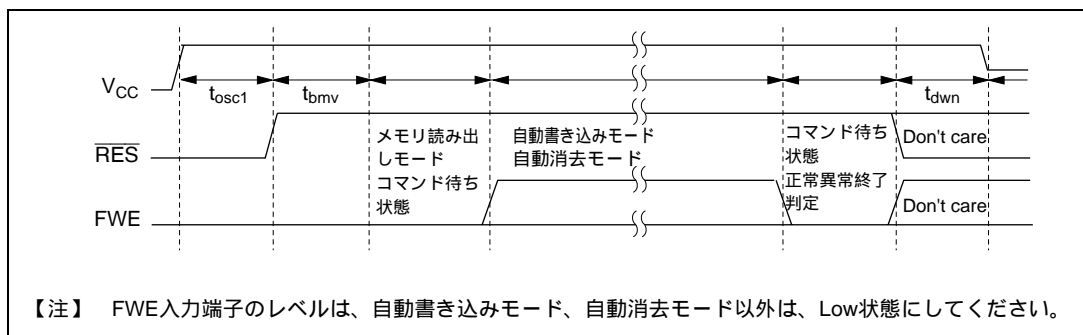 VCC
tosc1
tbmv
tdwn
RES
メモリ読み出
しモード
コマンド待ち
状態
自動書き込みモード
自動消去モード
コマンド待ち
状態
正常異常終了
判定
Don't care
FWE
Don't care
【注】 FWE入力端子のレベルは、自動書き込みモード、自動消去モード以外は、Low状態にしてください。